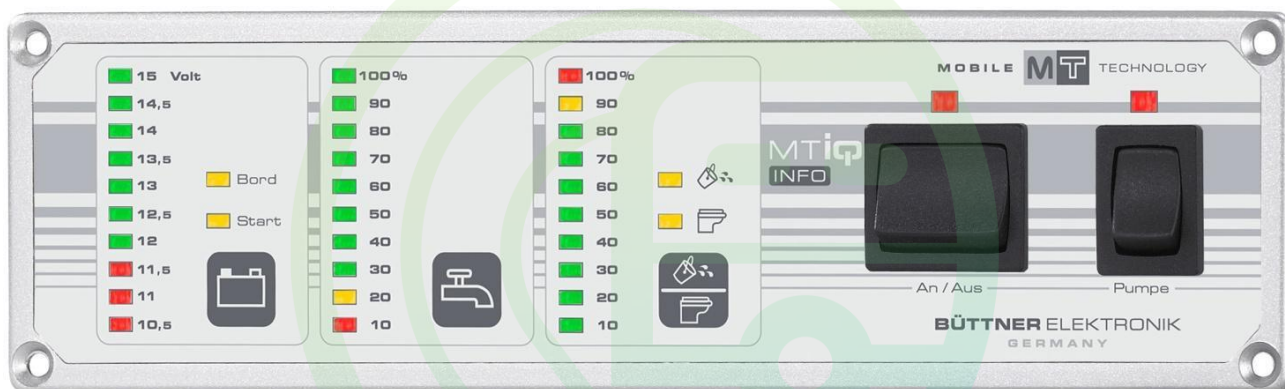 15 Volt
14,5
14
13,5
13
12,5
12
11,5
11
10,5
Bord
Start
100%
90
80
70
60
50
40
30
20
10
100%
90
80
70
60
50
40
30
20
10
MOBILE MT TECHNOLOGY
MTiQ
INFO
An / Aus
Pumpe
BÜTTNER ELEKTRONIK
GERMANY